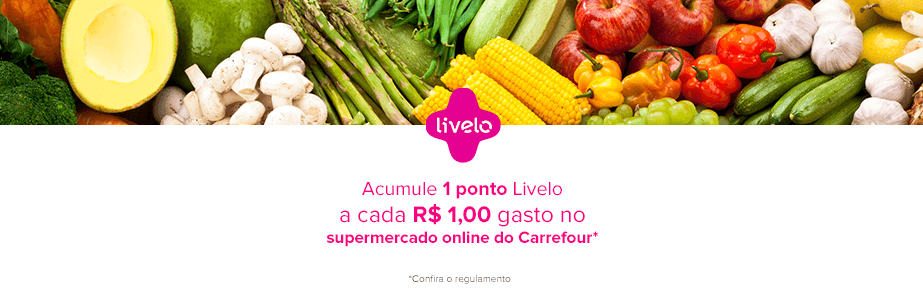 livelo
Acumule 1 ponto Livelo
a cada R$ 1,00 gasto no
supermercado online do Carrefour*
*Confira o regulamento